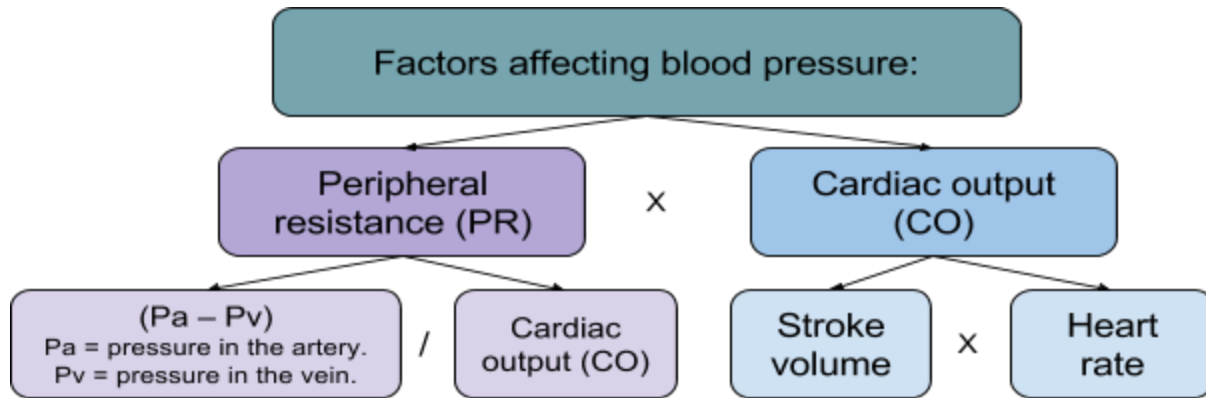 Factors affecting blood pressure:
Peripheral
resistance (PR)
x
Cardiac output
(CO)
(Pa – Pv)
Pa = pressure in the artery.
Pv = pressure in the vein.
/
Cardiac
output (CO)
Stroke
volume
x
Heart
rate